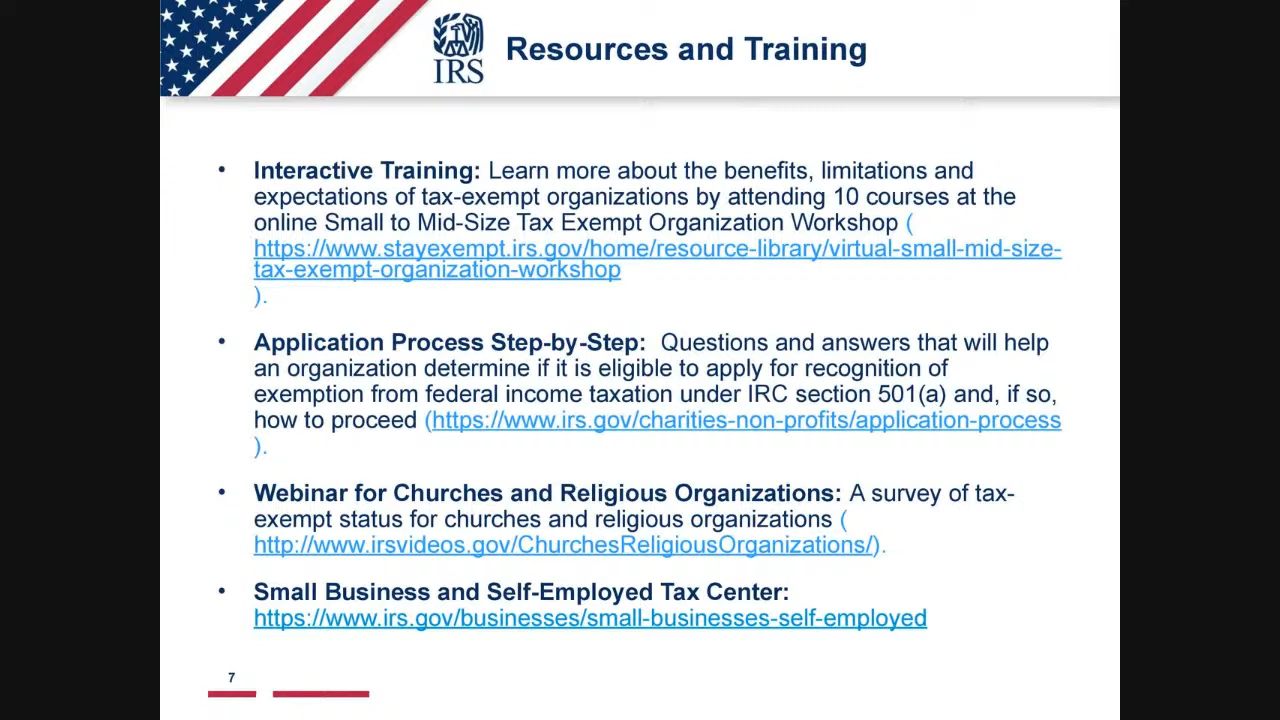 IRS
Resources and Training
• Interactive Training: Learn more about the benefits, limitations and
expectations of tax-exempt organizations by attending 10 courses at the
online Small to Mid-Size Tax Exempt Organization Workshop (
https://www.stayexempt.irs.gov/home/resource-library/virtual-small-mid-size-
tax-exempt-organization-workshop
).
• Application Process Step-by-Step:  Questions and answers that will help
an organization determine if it is eligible to apply for recognition of
exemption from federal income taxation under IRC section 501(a) and, if so,
how to proceed (https://www.irs.gov/charities-non-profits/application-process
).
• Webinar for Churches and Religious Organizations: A survey of tax-
exempt status for churches and religious organizations (
http://www.irsvideos.gov/ChurchesReligiousOrganizations/).
• Small Business and Self-Employed Tax Center:
https://www.irs.gov/businesses/small-businesses-self-employed
7